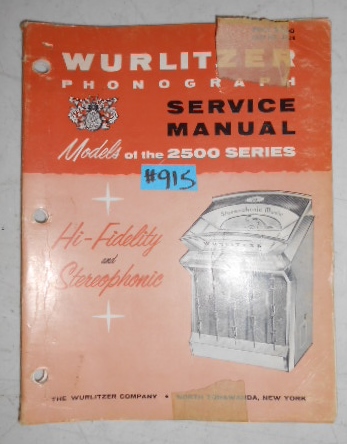 WURLITZER
PHONOGRAPH
SERVICE
MANUAL
Models of the 2500 SERIES
#915
Hi-Fidelity
and
Stereophonic
Stereophonic Music
WURLITZER
THE WURLITZER COMPANY • NORTH TONAWANDA, NEW YORK